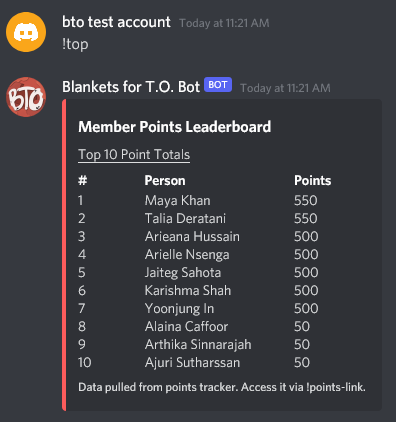 bto test account Today at 11:21 AM
!top
BTO
Blankets for T.O. Bot BOT Today at 11:21 AM
Member Points Leaderboard
Top 10 Point Totals
# Person Points
1 Maya Khan 550
2 Talia Deratani 550
3 Arieana Hussain 500
4 Arielle Nsenga 500
5 Jaiteg Sahota 500
6 Karishma Shah 500
7 Yoonjung In 500
8 Alaina Caffoor 50
9 Arthika Sinnarajah 50
10 Ajuri Sutharssan 50
Data pulled from points tracker. Access it via !points-link.